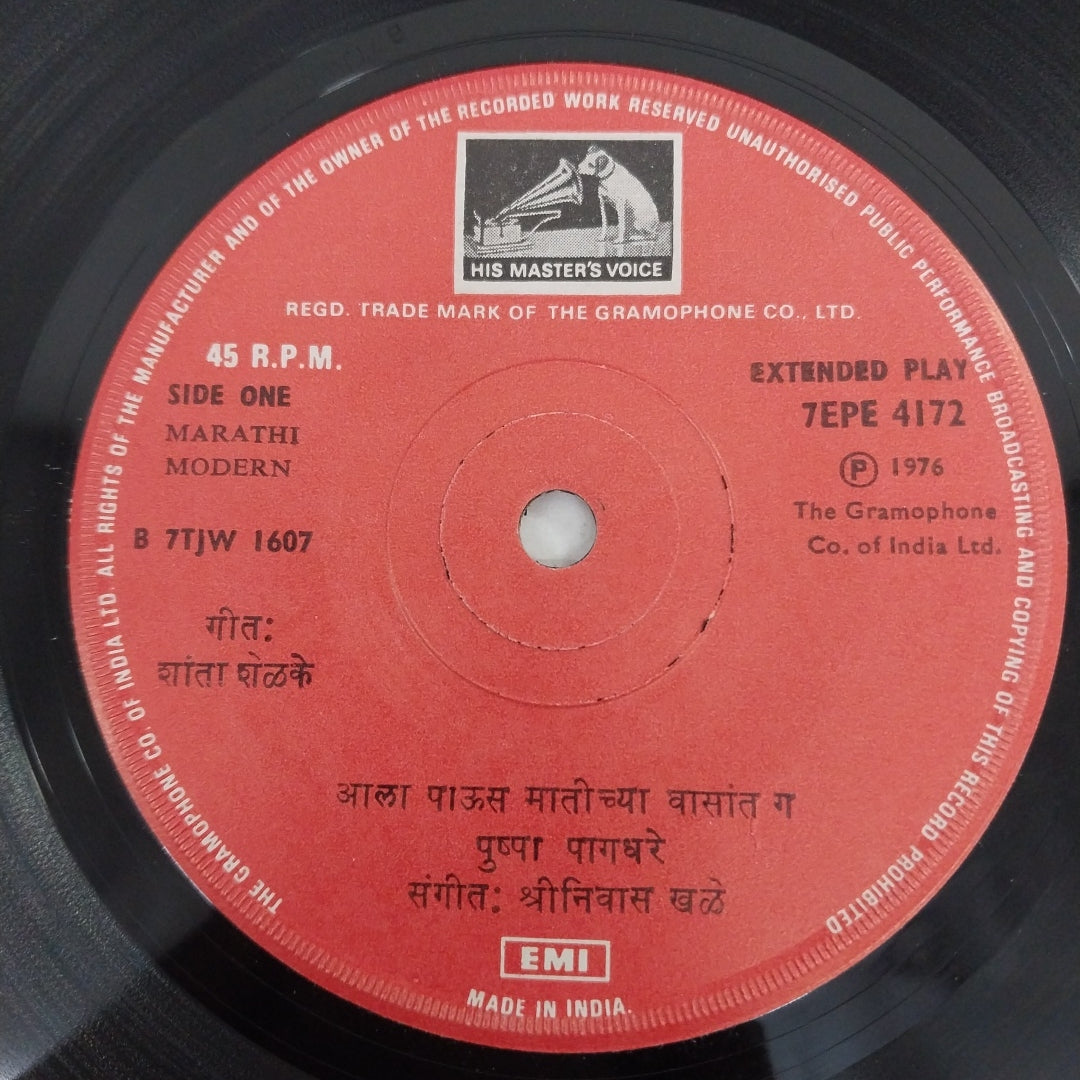 THE GRAMOPHONE CO. OF INDIA LTD. ALL RIGHTS OF THE MANUFACTURER AND OF THE OWNER OF THE RECORDED WORK RESERVED UNAUTHORISED PUBLIC PERFORMANCE BROADCASTING AND COPYING OF THIS RECORD PROHIBITED
HIS MASTER'S VOICE
REGD. TRADE MARK OF THE GRAMOPHONE CO., LTD.
45 R.P.M.
SIDE ONE
MARATHI
MODERN
B 7TJW 1607
EXTENDED PLAY
7EPE 4172
Ⓟ 1976
The Gramophone
Co. of India Ltd.
गीत:
शांता शेळके
आला पाऊस मातीच्या वासांत ग
पुष्पा पागधरे
संगीत: श्रीनिवास खळे
EMI
MADE IN INDIA.